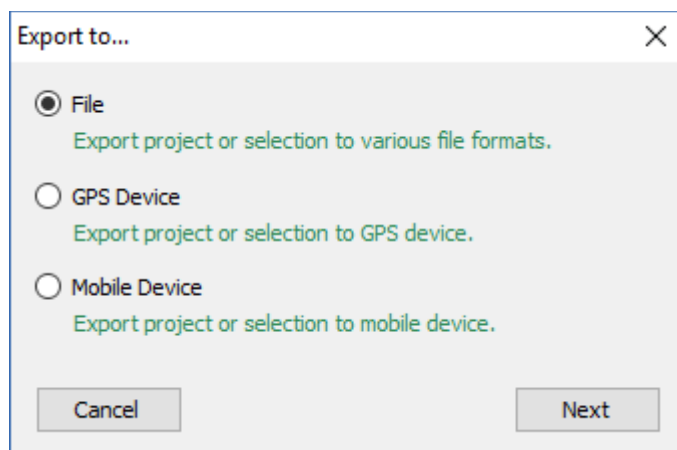 Export to...
File
Export project or selection to various file formats.
GPS Device
Export project or selection to GPS device.
Mobile Device
Export project or selection to mobile device.
Cancel Next